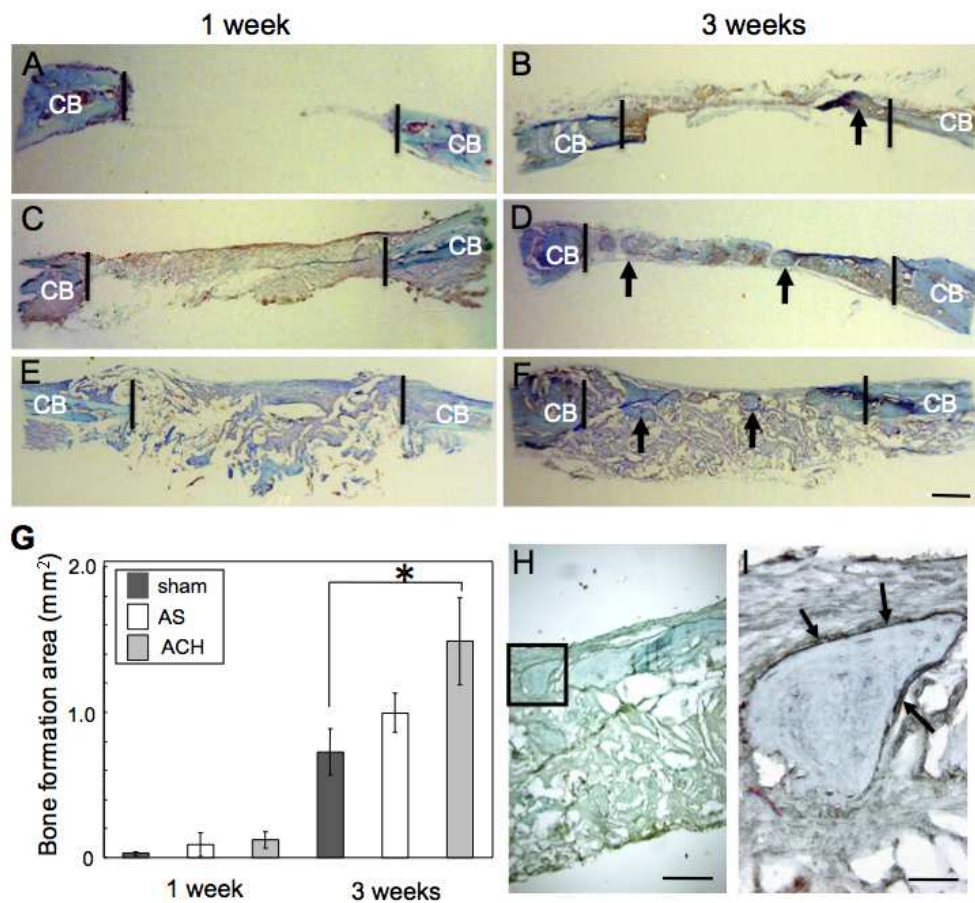 1 week 3 weeks
A B
CB CB CB CB
C D
CB CB CB CB
E F
CB CB CB CB
G H I
Bone formation area (mm²)
2.0
1.0
0
sham
AS
ACH
*
1 week 3 weeks